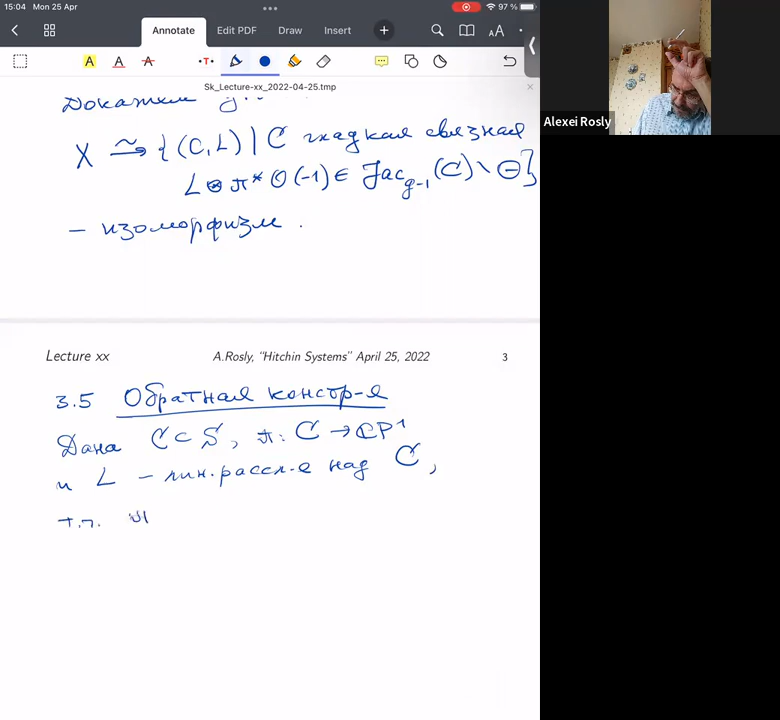 15:04 Mon 25 Apr
97 %
Annotate Edit PDF Draw Insert
Sk_Lecture-xx_2022-04-25.tmp
Докажем
X ⥲ {(C,L) | C гладкая связная
L ⊗ π* O(-1) ∈ Jac_{g-1}(C) \ Θ}
— изоморфизм.
Lecture xx A.Rosly, "Hitchin Systems" April 25, 2022 3
3.5 Обратная констр-я
Дана C ⊂ S, π: C → CP¹
и L – лин. рассл-е над C,
т.ч.
Alexei Rosly